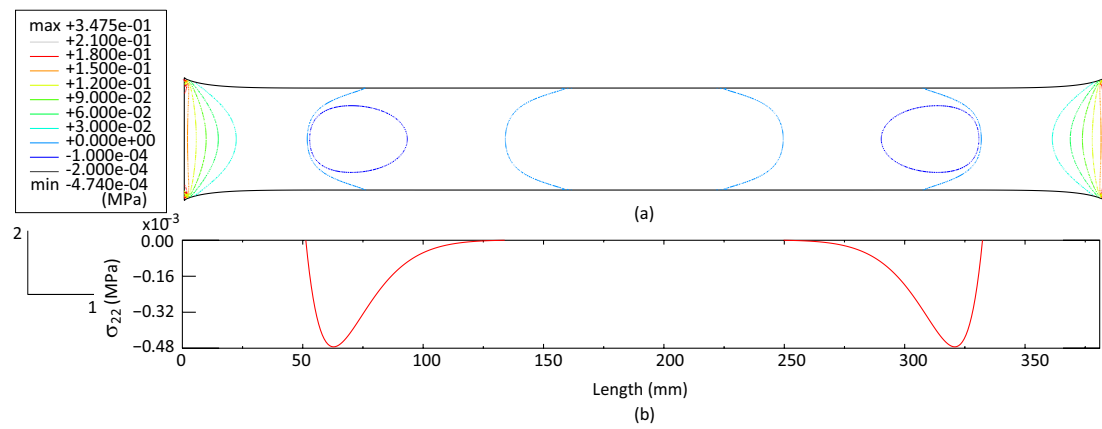 max +3.475e-01
+2.100e-01
+1.800e-01
+1.500e-01
+1.200e-01
+9.000e-02
+6.000e-02
+3.000e-02
+0.000e+00
-1.000e-04
-2.000e-04
min -4.740e-04
(MPa)
(a)
2
1
x10⁻³
0.00
−0.16
−0.32
−0.48
σ₂₂ (MPa)
0 50 100 150 200 250 300 350
Length (mm)
(b)